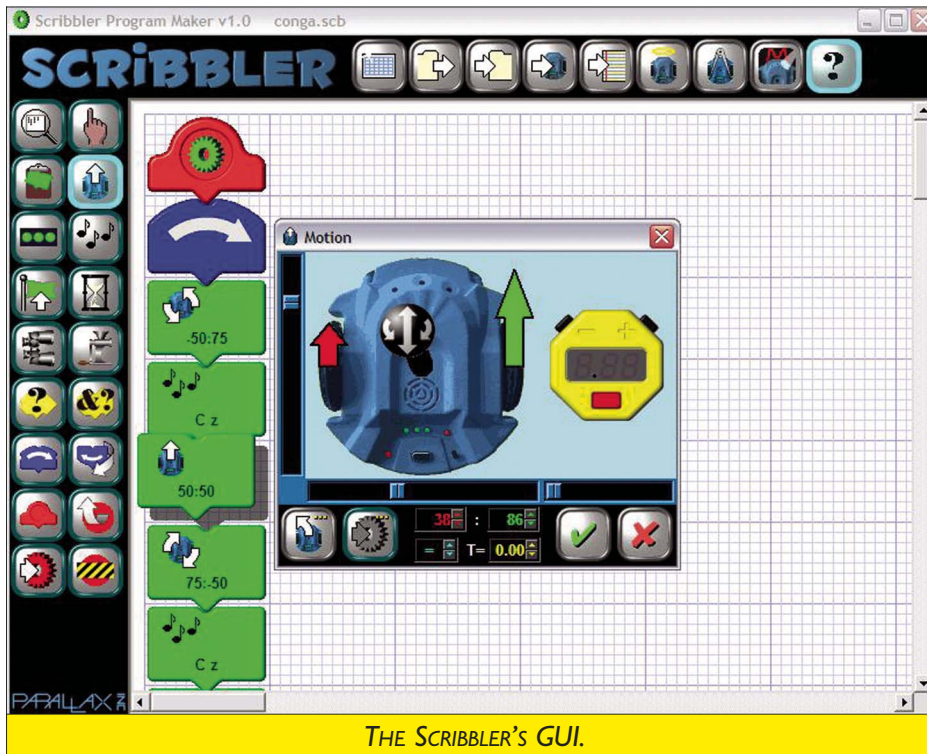 Scribbler Program Maker v1.0 conga.scb
SCRiBBLER
?
? &?
-50:75
C z
50:50
75:-50
C z
Motion
- +
38 : 86
= T= 0.00
PARALLAX INC
THE SCRIBBLER'S GUI.